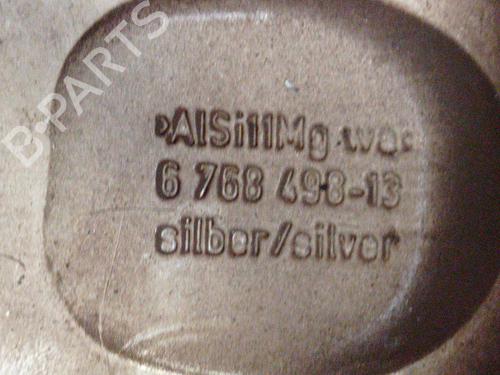 B-PARTS
>AlSi11Mg wa<
6 768 498-13
silber/silver